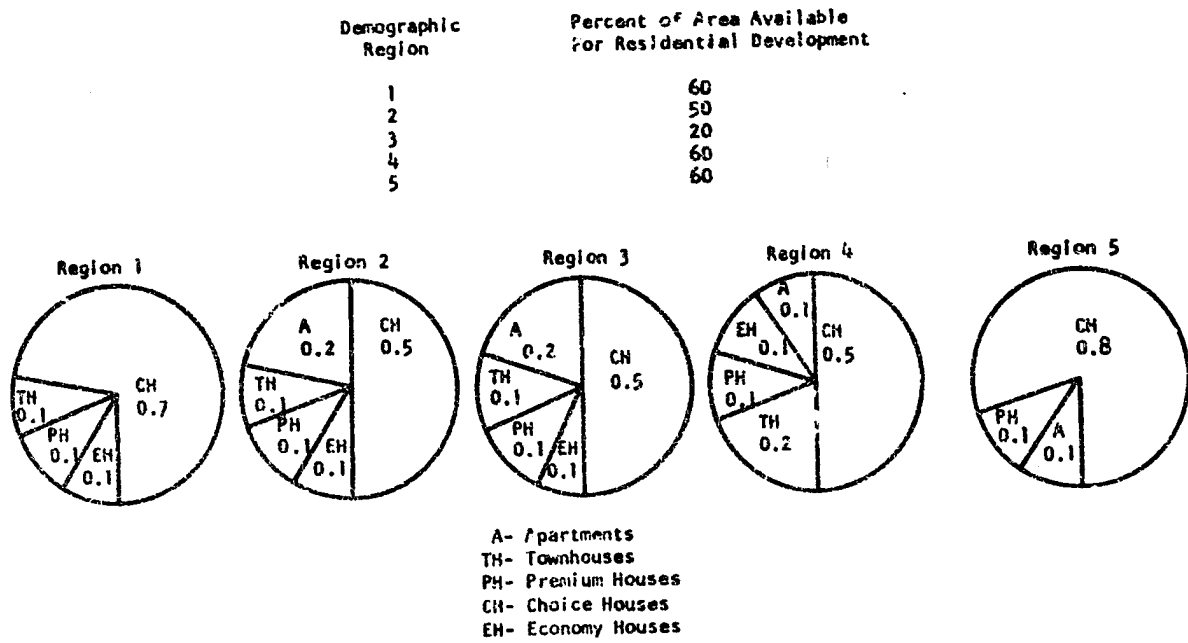 Demographic Region
Percent of Area Available For Residential Development
1 60
2 50
3 20
4 60
5 60
Region 1
CH 0.7
TH 0.1
PH 0.1
EH 0.1
Region 2
A 0.2
CH 0.5
TH 0.1
PH 0.1
EH 0.1
Region 3
A 0.2
CH 0.5
TH 0.1
PH 0.1
EH 0.1
Region 4
A 0.1
EH 0.1
CH 0.5
PH 0.1
TH 0.2
Region 5
CH 0.8
PH 0.1
A 0.1
A- Apartments
TH- Townhouses
PH- Premium Houses
CH- Choice Houses
EH- Economy Houses